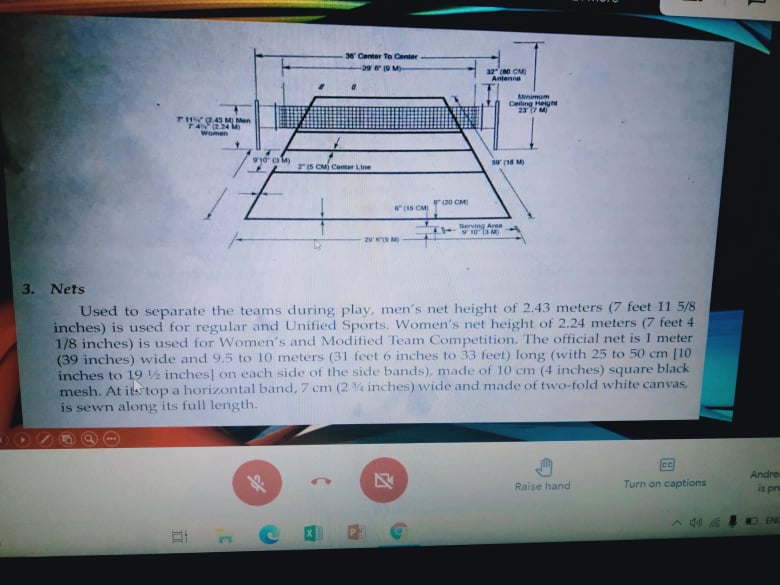 36' Center To Center
29' 6" (9 M)
32" (80 CM)
Antenna
Minimum
Ceiling Height
23' (7 M)
7' 11⅝" (2.43 M) Men
7' 4⅛" (2.24 M)
Women
9'10" (3 M)
2" (5 CM) Center Line
59' (18 M)
6" (15 CM)
8" (20 CM)
Serving Area
9' 10" (3 M)
29' 6" (9 M)
3. Nets
Used to separate the teams during play, men's net height of 2.43 meters (7 feet 11 5/8
inches) is used for regular and Unified Sports. Women's net height of 2.24 meters (7 feet 4
1/8 inches) is used for Women's and Modified Team Competition. The official net is 1 meter
(39 inches) wide and 9.5 to 10 meters (31 feet 6 inches to 33 feet) long (with 25 to 50 cm [10
inches to 19 ½ inches] on each side of the side bands), made of 10 cm (4 inches) square black
mesh. At its top a horizontal band, 7 cm (2 ¾ inches) wide and made of two-fold white canvas,
is sewn along its full length.
CC
Raise hand
Turn on captions
Andre
is pre
EN